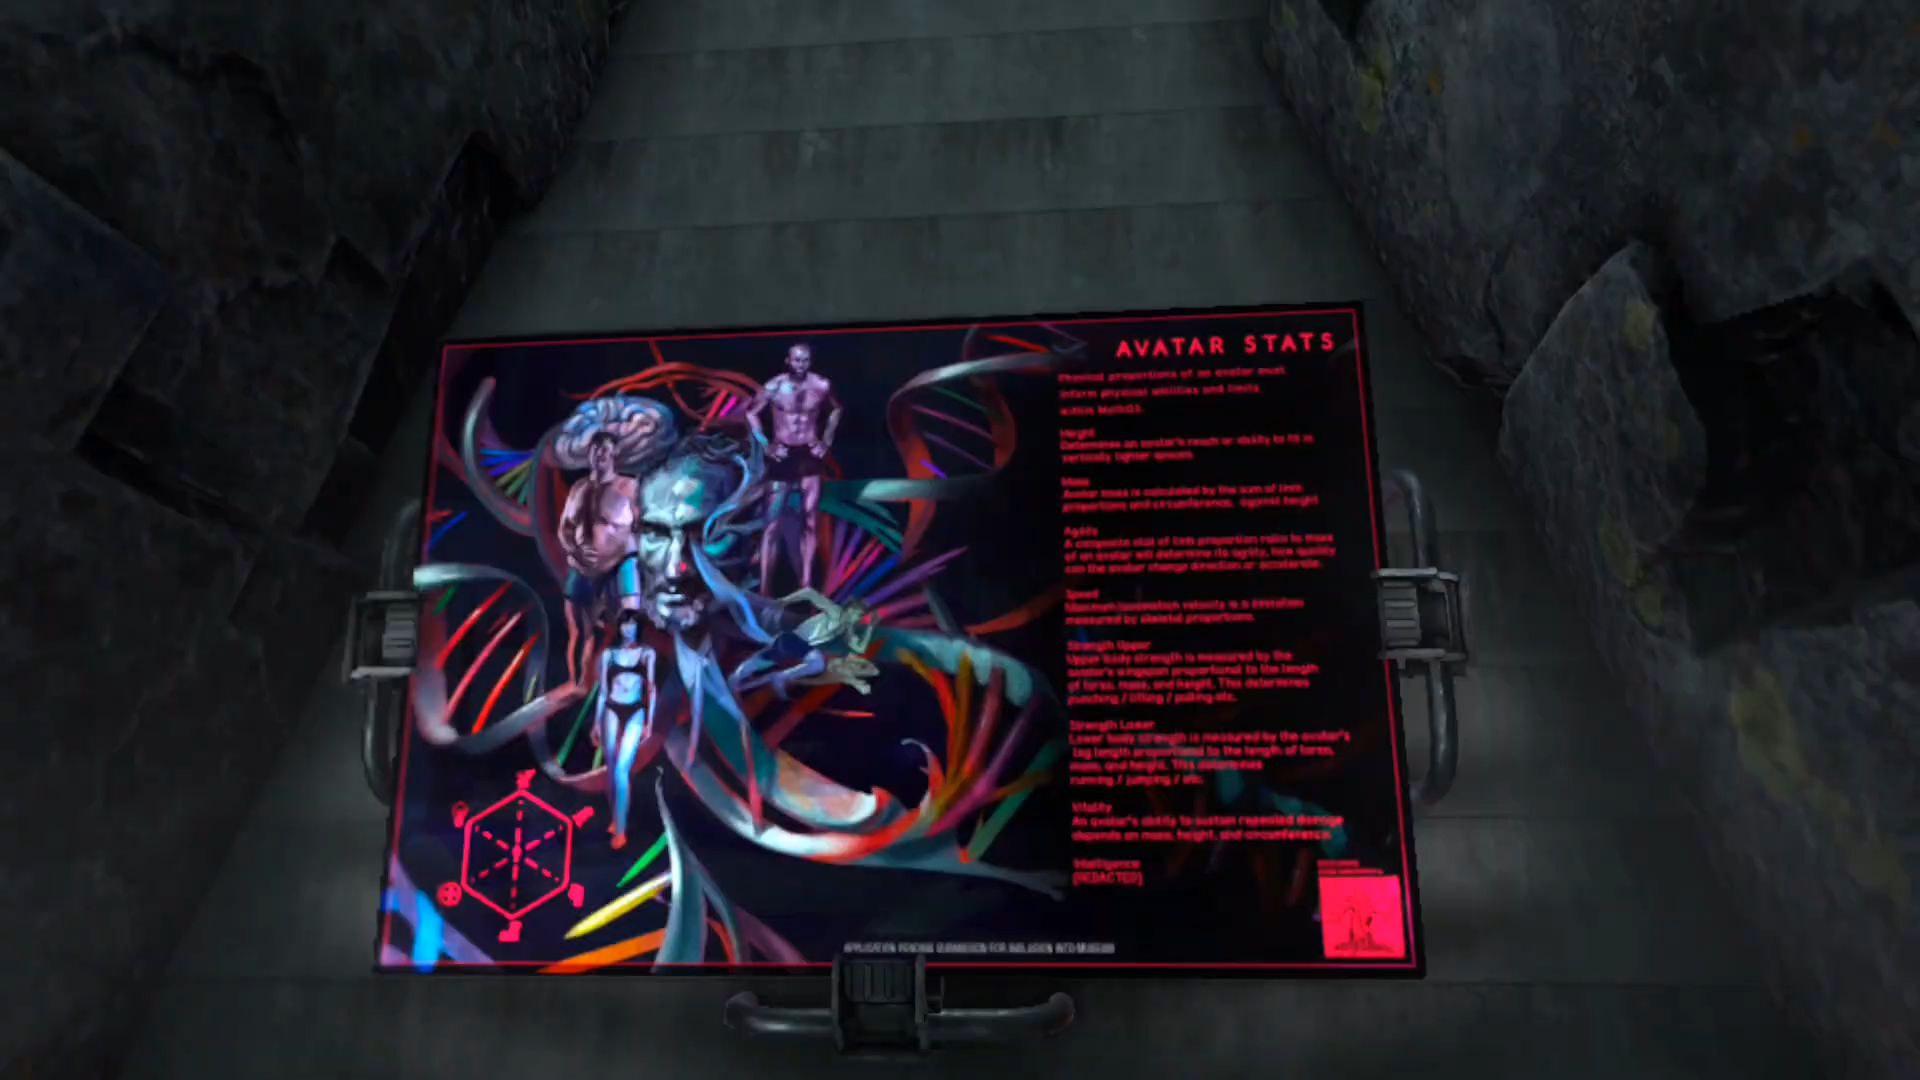 AVATAR STATS
Physical proportions of an avatar must
inform physical abilities and limits
within
Height
Determines an avatar's reach or ability to fit in
vertically tighter spaces
Mass
Avatar mass is calculated by the sum of limb
proportions and circumference, against height
Agility
A composite stat of limb proportion ratio to mass
of an avatar will determine its agility, how quickly
can the avatar change direction or accelerate.
Speed
Maximum locomotion velocity is a limitation
measured by skeletal proportions.
Strength Upper
Upper body strength is measured by the
avatar's wingspan proportional to the length
of torso, mass, and height. This determines
punching / lifting / pulling etc.
Strength Lower
Lower body strength is measured by the avatar's
leg length proportional to the length of torso,
mass, and height. This determines
running / jumping / etc.
Vitality
An avatar's ability to sustain repeated damage
depends on mass, height, and circumference.
Intelligence
[REDACTED]
APPLICATION PENDING SUBMISSION FOR INCLUSION INTO MUSEUM